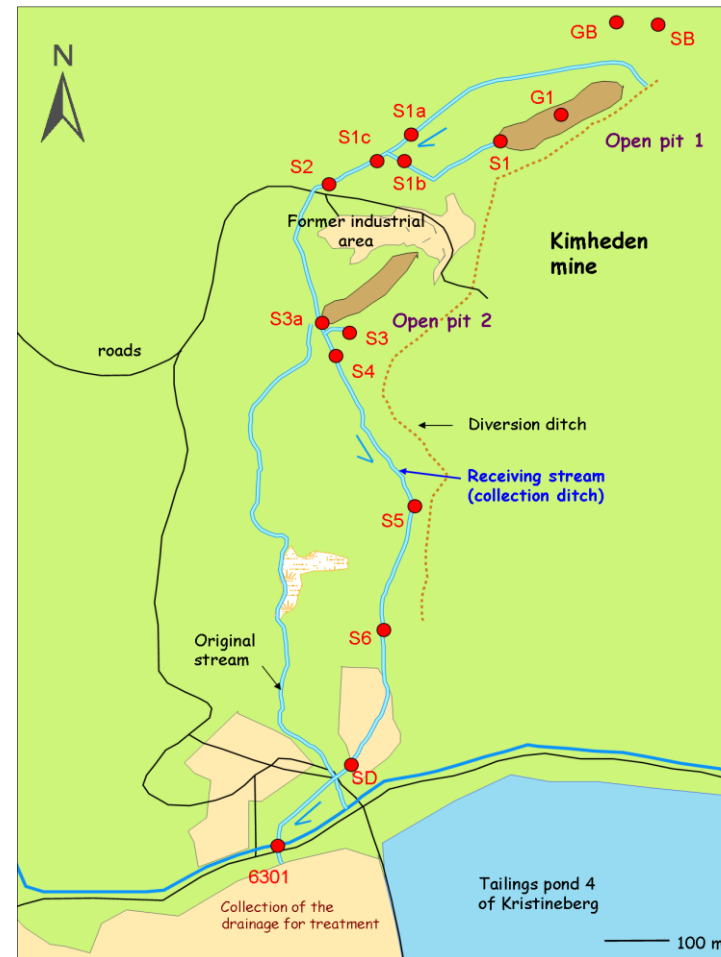 GB
SB
N
S1a
G1
S1c
Open pit 1
S1
S2
S1b
Former industrial
area
Kimheden
mine
S3a
Open pit 2
S3
roads
S4
Diversion ditch
Receiving stream
(collection ditch)
S5
S6
Original
stream
SD
6301
Tailings pond 4
of Kristineberg
Collection of the
drainage for treatment
100 m